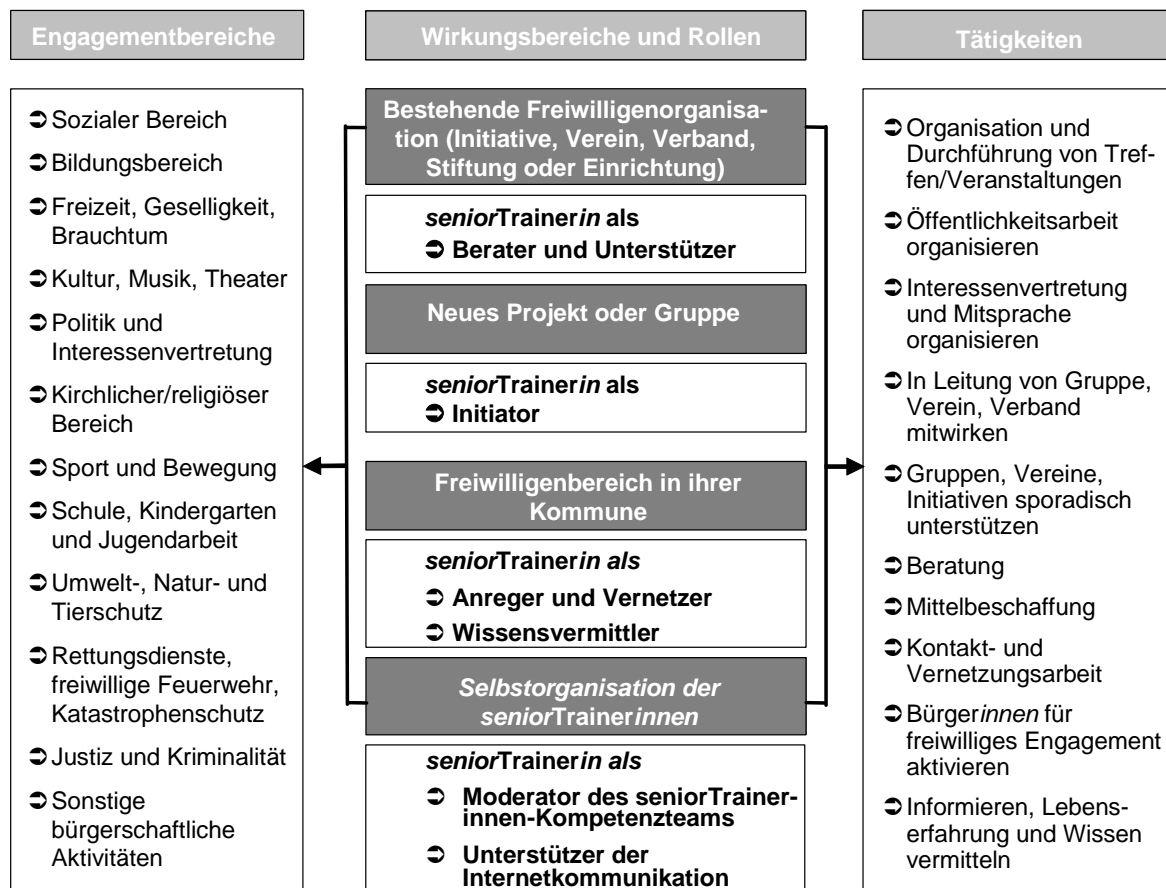 Engagementbereiche
➲ Sozialer Bereich
➲ Bildungsbereich
➲ Freizeit, Geselligkeit,
Brauchtum
➲ Kultur, Musik, Theater
➲ Politik und
Interessenvertretung
➲ Kirchlicher/religiöser
Bereich
➲ Sport und Bewegung
➲ Schule, Kindergarten
und Jugendarbeit
➲ Umwelt-, Natur- und
Tierschutz
➲ Rettungsdienste,
freiwillige Feuerwehr,
Katastrophenschutz
➲ Justiz und Kriminalität
➲ Sonstige
bürgerschaftliche
Aktivitäten
Wirkungsbereiche und Rollen
Bestehende Freiwilligenorganisa-
tion (Initiative, Verein, Verband,
Stiftung oder Einrichtung)
seniorTrainerin als
➲ Berater und Unterstützer
Neues Projekt oder Gruppe
seniorTrainerin als
➲ Initiator
Freiwilligenbereich in ihrer
Kommune
seniorTrainerin als
➲ Anreger und Vernetzer
➲ Wissensvermittler
Selbstorganisation der
seniorTrainerinnen
seniorTrainerin als
➲ Moderator des seniorTrainer-
innen-Kompetenzteams
➲ Unterstützer der
Internetkommunikation
Tätigkeiten
➲ Organisation und
Durchführung von Tref-
fen/Veranstaltungen
➲ Öffentlichkeitsarbeit
organisieren
➲ Interessenvertretung
und Mitsprache
organisieren
➲ In Leitung von Gruppe,
Verein, Verband
mitwirken
➲ Gruppen, Vereine,
Initiativen sporadisch
unterstützen
➲ Beratung
➲ Mittelbeschaffung
➲ Kontakt- und
Vernetzungsarbeit
➲ Bürgerinnen für
freiwilliges Engagement
aktivieren
➲ Informieren, Lebens-
erfahrung und Wissen
vermitteln